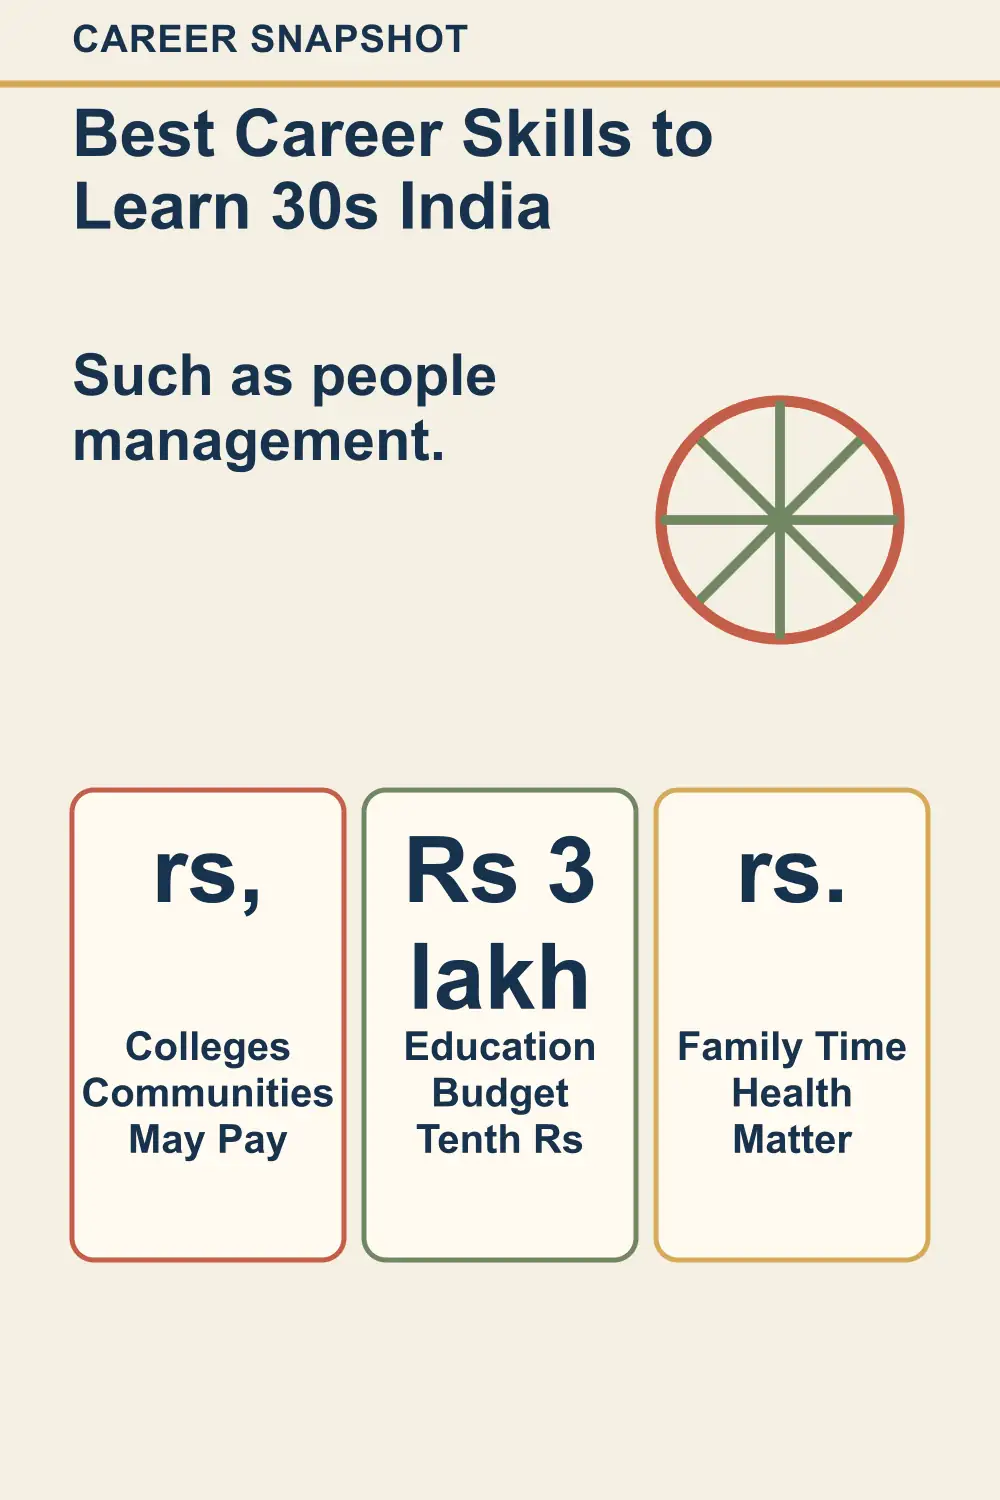 CAREER SNAPSHOT
Best Career Skills to
Learn 30s India
Such as people
management.
rs,
Colleges
Communities
May Pay
Rs 3
lakh
Education
Budget
Tenth Rs
rs.
Family Time
Health
Matter